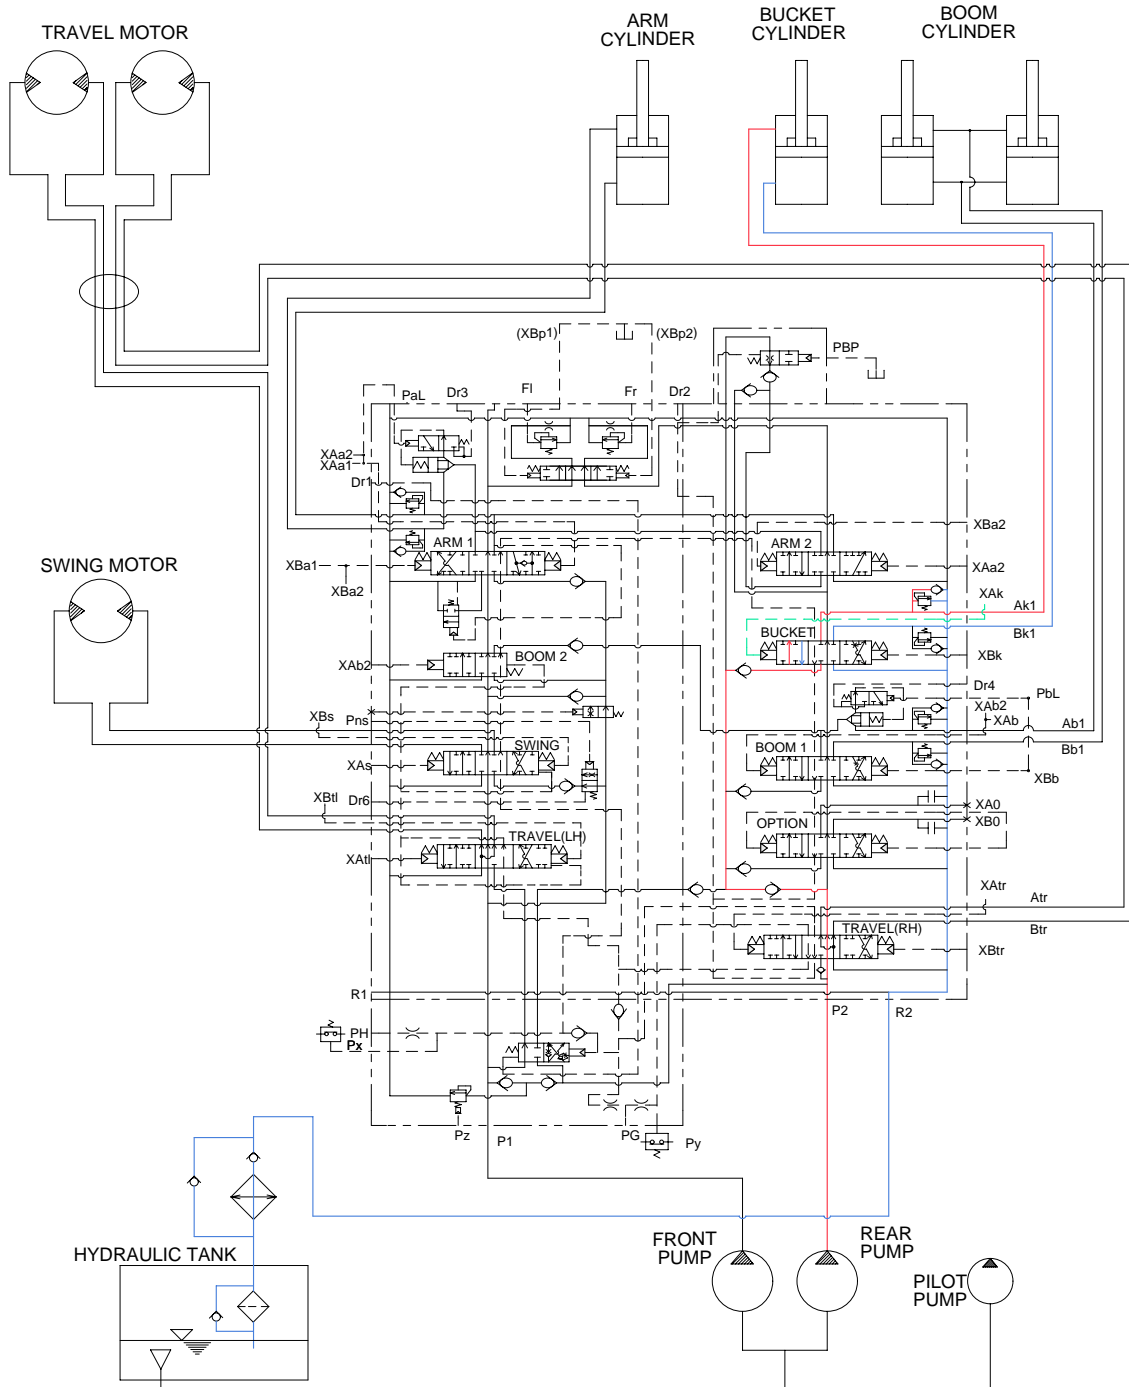 TRAVEL MOTOR
ARM
CYLINDER
BUCKET
CYLINDER
BOOM
CYLINDER
(XBp1)
(XBp2)
PBP
PaL
Dr3
Fl
Fr
Dr2
XAa2
XAa1
Dr1
XBa2
ARM 1
ARM 2
SWING MOTOR
XBa1
XBa2
XAa2
XAk
Ak1
BUCKET
Bk1
BOOM 2
XBk
XAb2
Dr4
PbL
XAb2
XBs
Pns
XAb
Ab1
SWING
BOOM 1
Bb1
XAs
XBb
XBtl
Dr6
XA0
XB0
OPTION
TRAVEL(LH)
XAtl
XAtr
Atr
TRAVEL(RH)
Btr
XBtr
R1
P2
R2
PH
Px
Pz
P1
PG
Py
HYDRAULIC TANK
FRONT
PUMP
REAR
PUMP
PILOT
PUMP